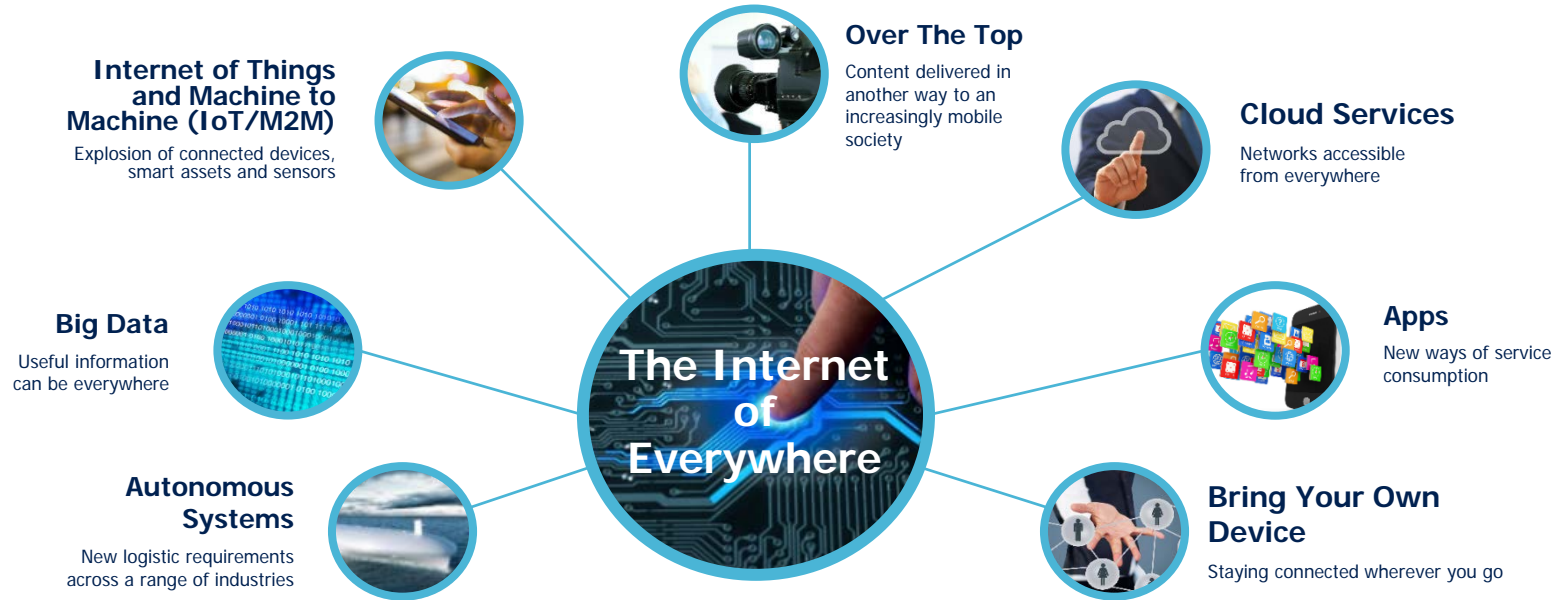 Internet of Things
and Machine to
Machine (IoT/M2M)
Explosion of connected devices,
smart assets and sensors
Over The Top
Content delivered in
another way to an
increasingly mobile
society
Cloud Services
Networks accessible
from everywhere
Big Data
Useful information
can be everywhere
The Internet
of
Everywhere
Apps
New ways of service
consumption
Autonomous
Systems
New logistic requirements
across a range of industries
Bring Your Own
Device
Staying connected wherever you go